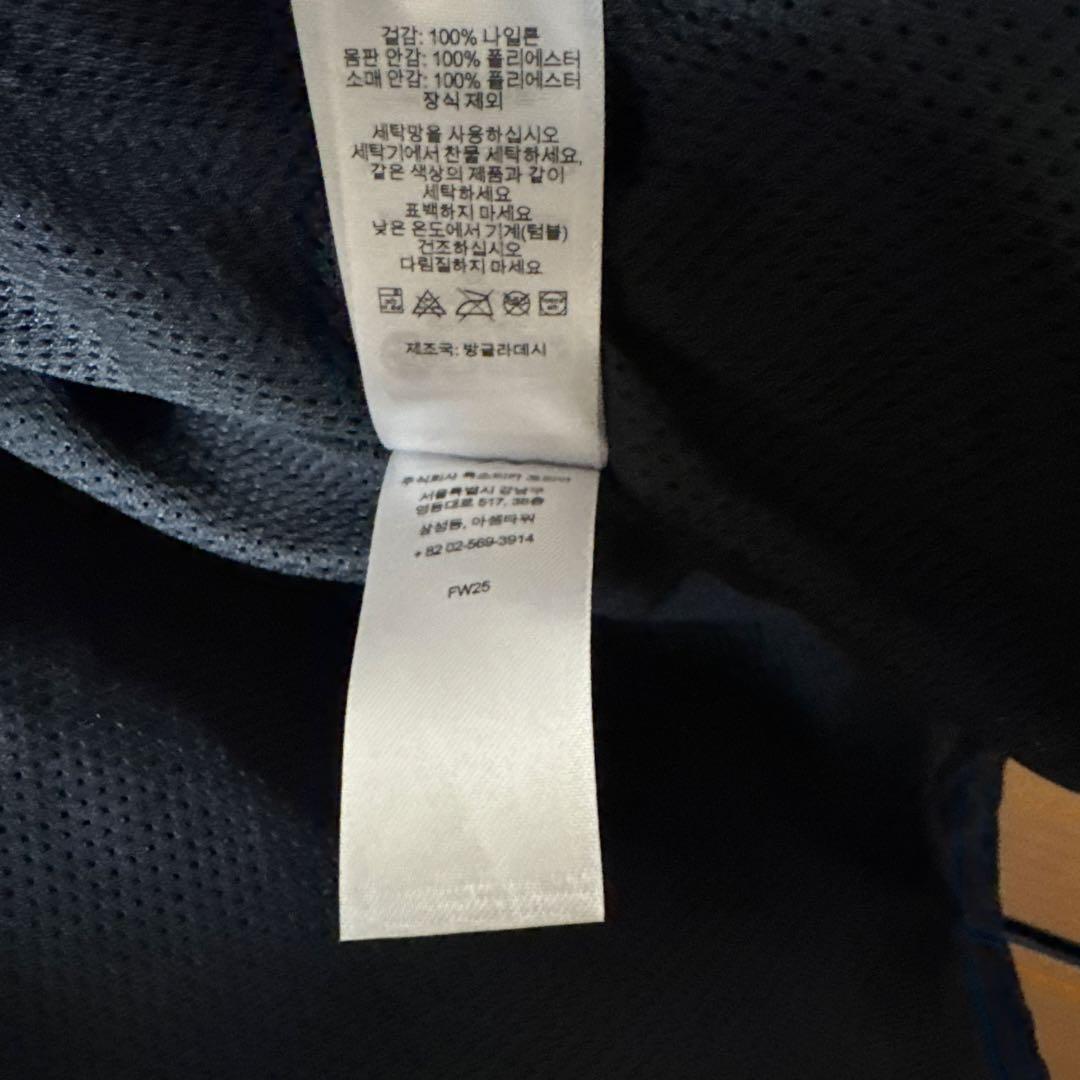 겉감: 100% 나일론
몸판 안감: 100% 폴리에스터
소매 안감: 100% 폴리에스터
장식 제외
세탁망을 사용하십시오
세탁기에서 찬물 세탁하세요,
같은 색상의 제품과 같이
세탁하세요
표백하지 마세요
낮은 온도에서 기계(텀블)
건조하십시오
다림질하지 마세요
제조국: 방글라데시
주식회사
서울특별시 강남구
영동대로 517, 38층
삼성동, 아셈타워
+82 02-569-3914
FW25